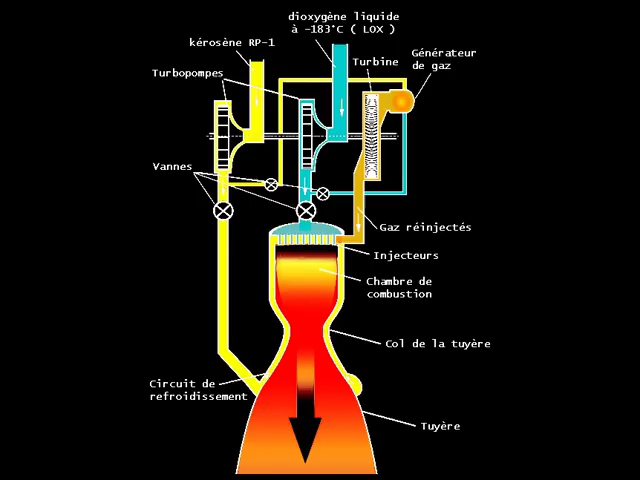 dioxygène liquide
à -183°C ( LOX )
kérosène RP-1
Générateur
de gaz
Turbine
Turbopompes
Vannes
Gaz réinjectés
Injecteurs
Chambre de
combustion
Col de la tuyère
Circuit de
refroidissement
Tuyère